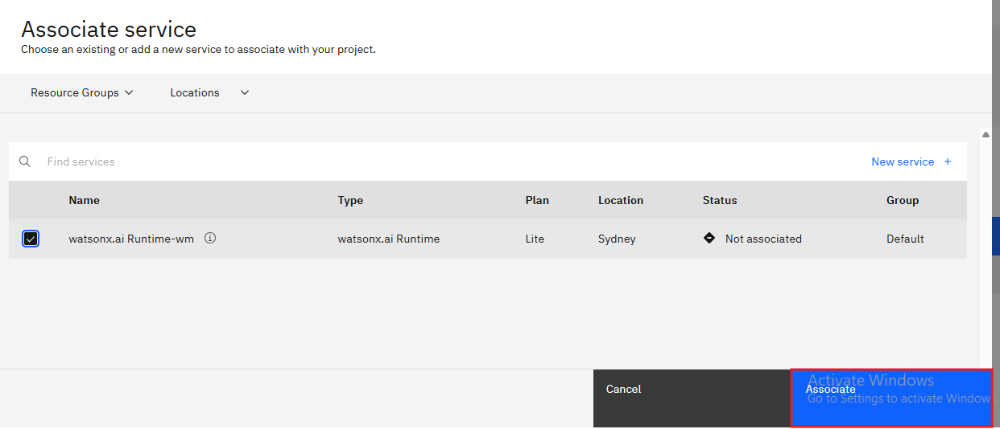 Associate service
Choose an existing or add a new service to associate with your project.
Resource Groups Locations
Find services New service +
Name Type Plan Location Status Group
watsonx.ai Runtime-wm watsonx.ai Runtime Lite Sydney Not associated Default
Activate Windows
Cancel Associate
Go to Settings to activate Windows.